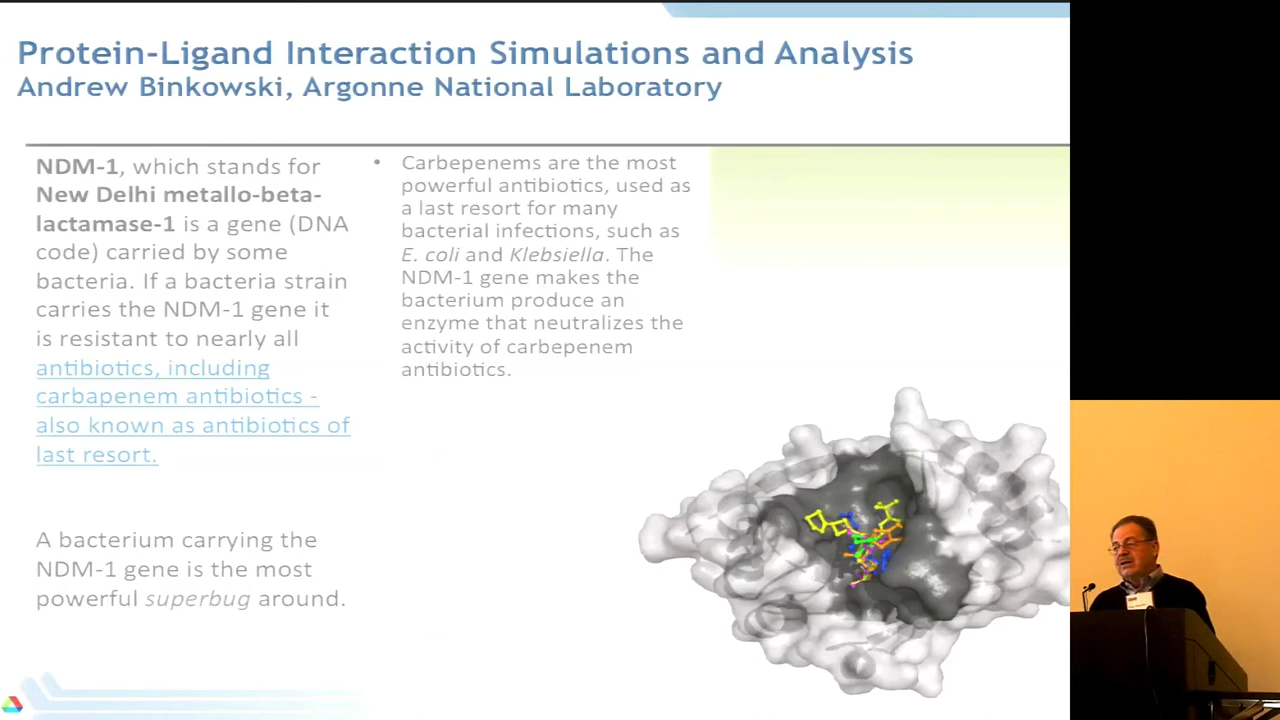 Protein-Ligand Interaction Simulations and Analysis
Andrew Binkowski, Argonne National Laboratory
NDM-1, which stands for
New Delhi metallo-beta-
lactamase-1 is a gene (DNA
code) carried by some
bacteria. If a bacteria strain
carries the NDM-1 gene it
is resistant to nearly all
antibiotics, including
carbapenem antibiotics -
also known as antibiotics of
last resort.
A bacterium carrying the
NDM-1 gene is the most
powerful superbug around.
• Carbepenems are the most
powerful antibiotics, used as
a last resort for many
bacterial infections, such as
E. coli and Klebsiella. The
NDM-1 gene makes the
bacterium produce an
enzyme that neutralizes the
activity of carbepenem
antibiotics.